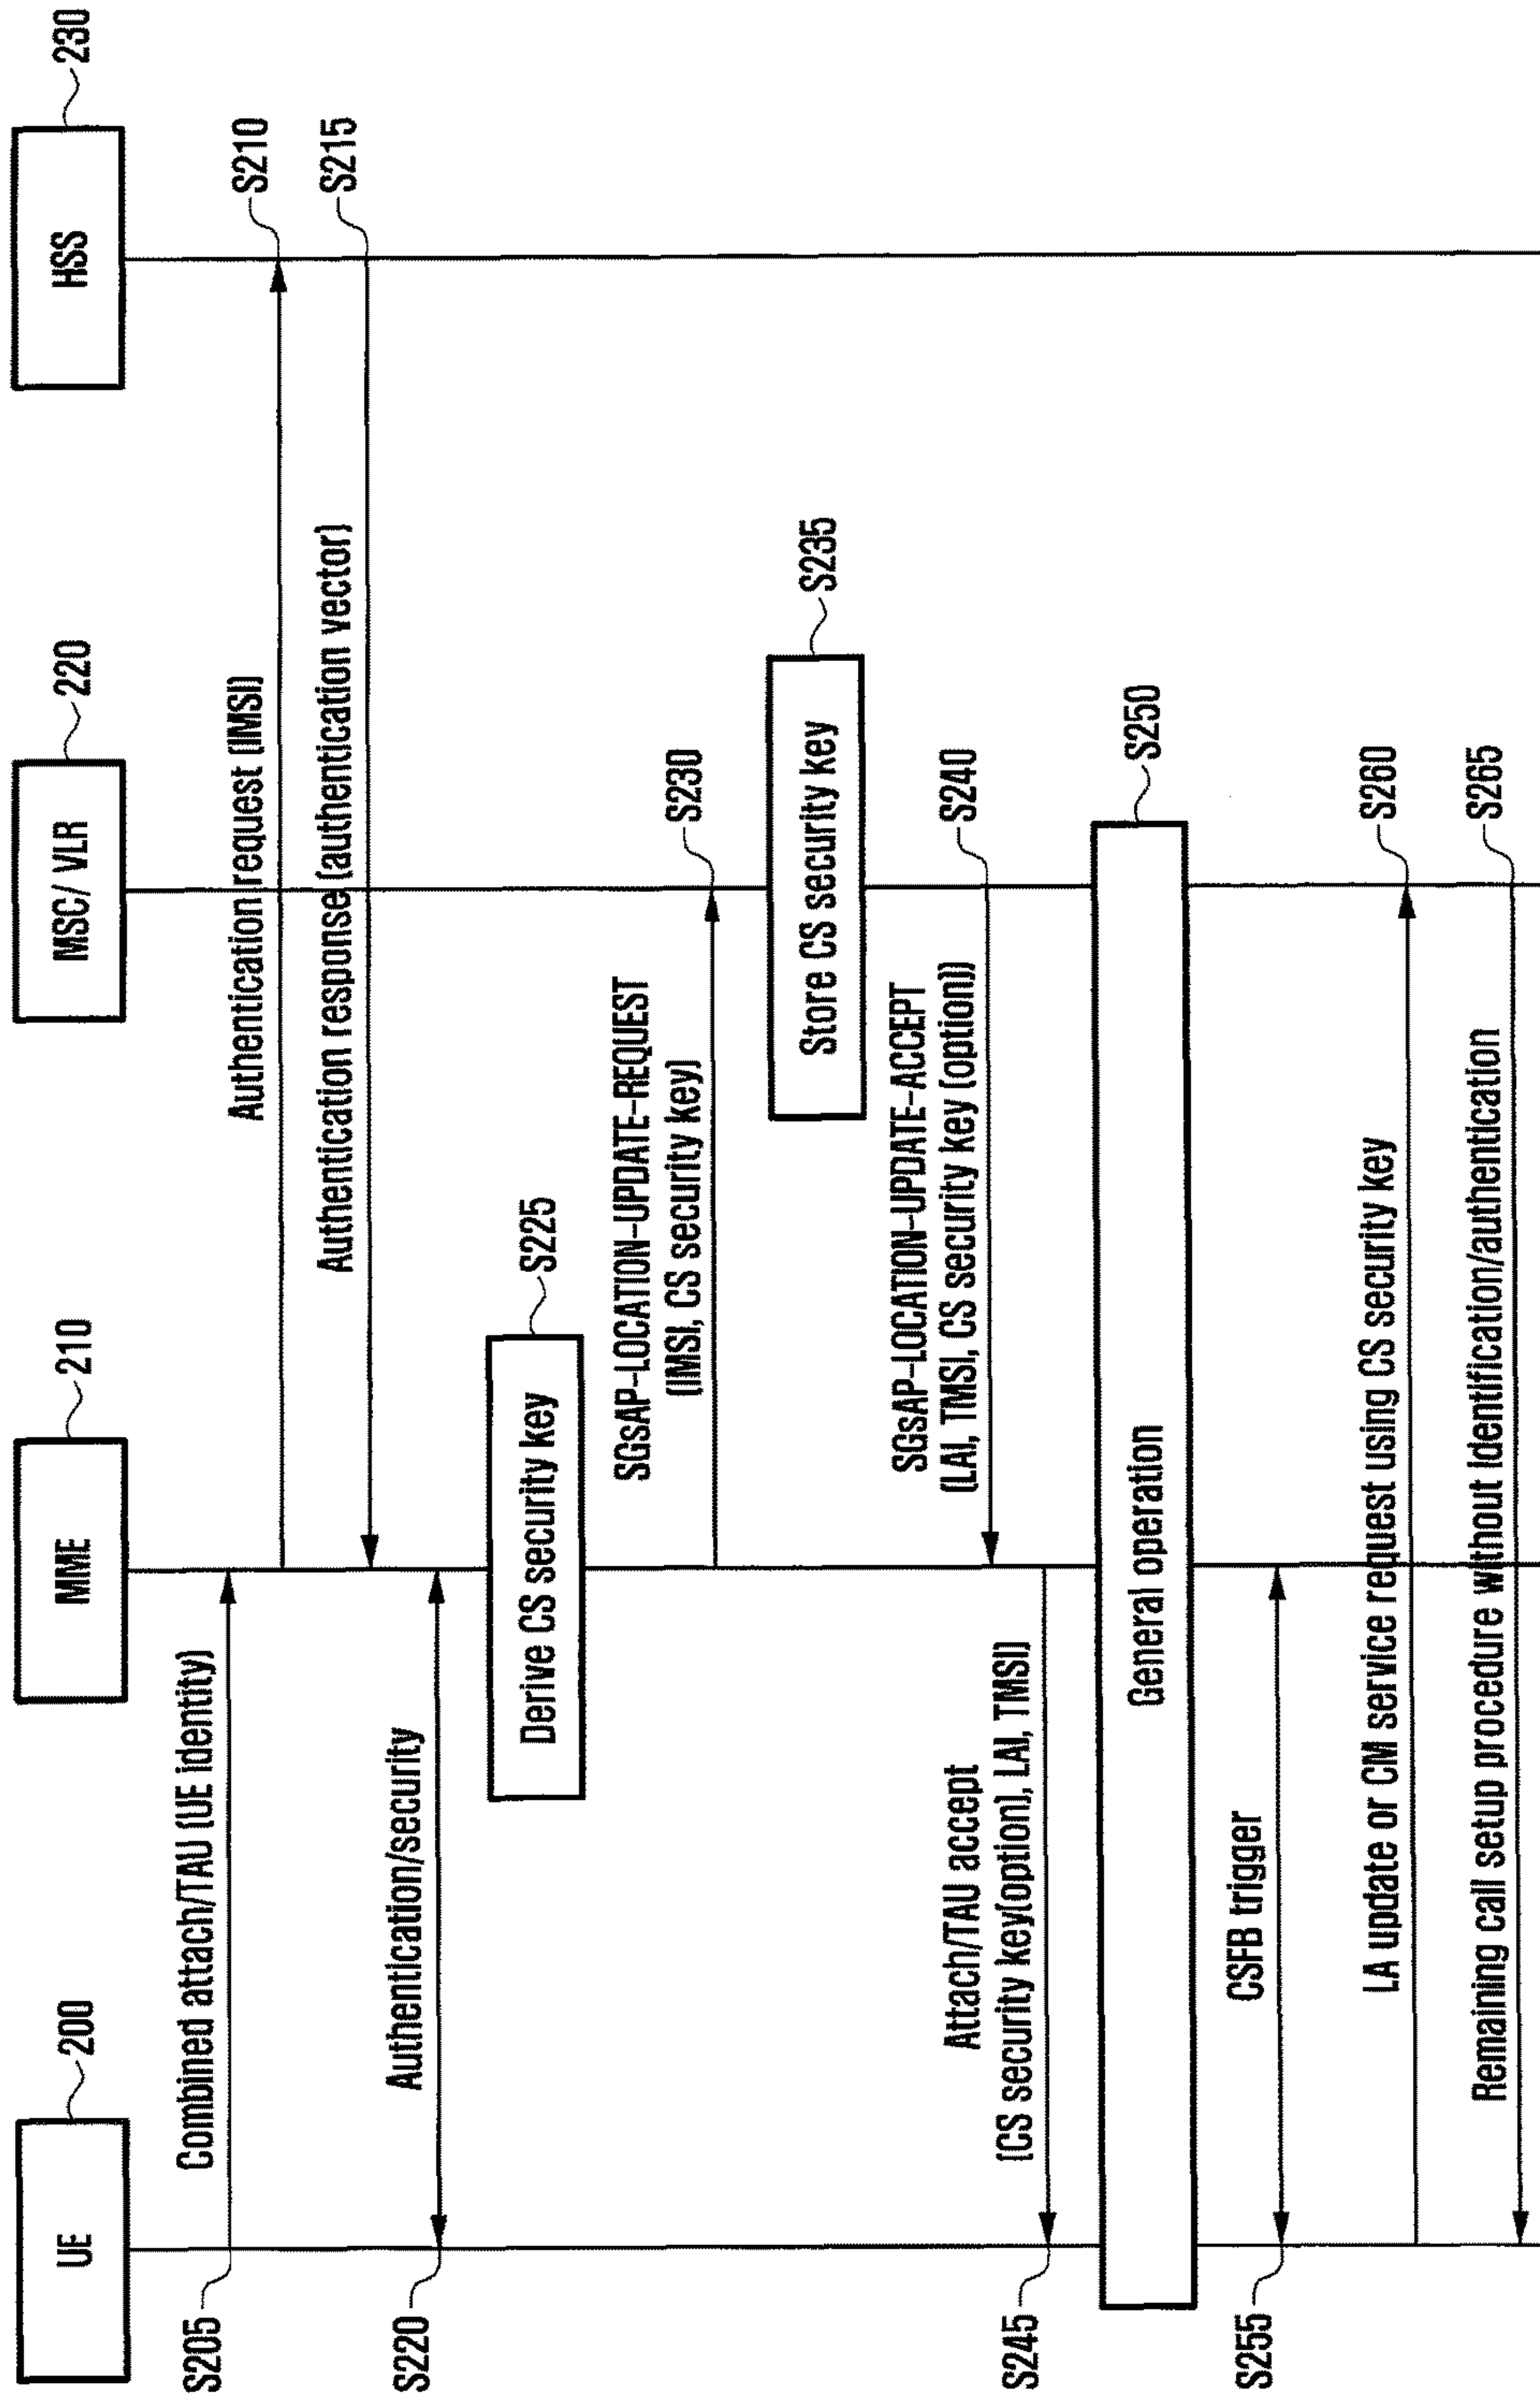 UE
200
MME
210
MSC/ VLR
220
HSS
230
S205
Combined attach/TAU (UE identity)
Authentication request (IMSI)
S210
Authentication response (authentication vector)
S215
S220
Authentication/security
Derive CS security key
S225
SGsAP-LOCATION-UPDATE-REQUEST
(IMSI, CS security key)
S230
Store CS security key
S235
SGsAP-LOCATION-UPDATE-ACCEPT
(LAI, TMSI, CS security key (option))
S240
S245
Attach/TAU accept
(CS security key(option), LAI, TMSI)
General operation
S250
S255
CSFB trigger
LA update or CM service request using CS security key
S260
Remaining call setup procedure without identification/authentication
S265